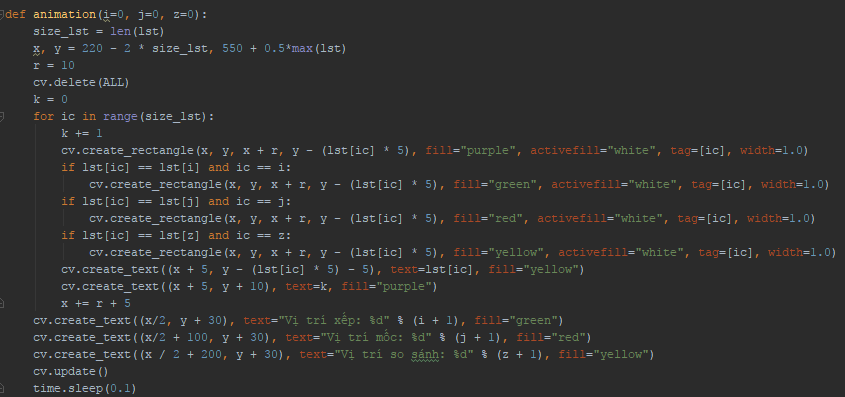 def animation(i=0, j=0, z=0):
    size_lst = len(lst)
    x, y = 220 - 2 * size_lst, 550 + 0.5*max(lst)
    r = 10
    cv.delete(ALL)
    k = 0
    for ic in range(size_lst):
        k += 1
        cv.create_rectangle(x, y, x + r, y - (lst[ic] * 5), fill="purple", activefill="white", tag=[ic], width=1.0)
        if lst[ic] == lst[i] and ic == i:
            cv.create_rectangle(x, y, x + r, y - (lst[ic] * 5), fill="green", activefill="white", tag=[ic], width=1.0)
        if lst[ic] == lst[j] and ic == j:
            cv.create_rectangle(x, y, x + r, y - (lst[ic] * 5), fill="red", activefill="white", tag=[ic], width=1.0)
        if lst[ic] == lst[z] and ic == z:
            cv.create_rectangle(x, y, x + r, y - (lst[ic] * 5), fill="yellow", activefill="white", tag=[ic], width=1.0)
        cv.create_text((x + 5, y - (lst[ic] * 5) - 5), text=lst[ic], fill="yellow")
        cv.create_text((x + 5, y + 10), text=k, fill="purple")
        x += r + 5
    cv.create_text((x/2, y + 30), text="Vị trí xếp: %d" % (i + 1), fill="green")
    cv.create_text((x/2 + 100, y + 30), text="Vị trí mốc: %d" % (j + 1), fill="red")
    cv.create_text((x / 2 + 200, y + 30), text="Vị trí so sánh: %d" % (z + 1), fill="yellow")
    cv.update()
    time.sleep(0.1)